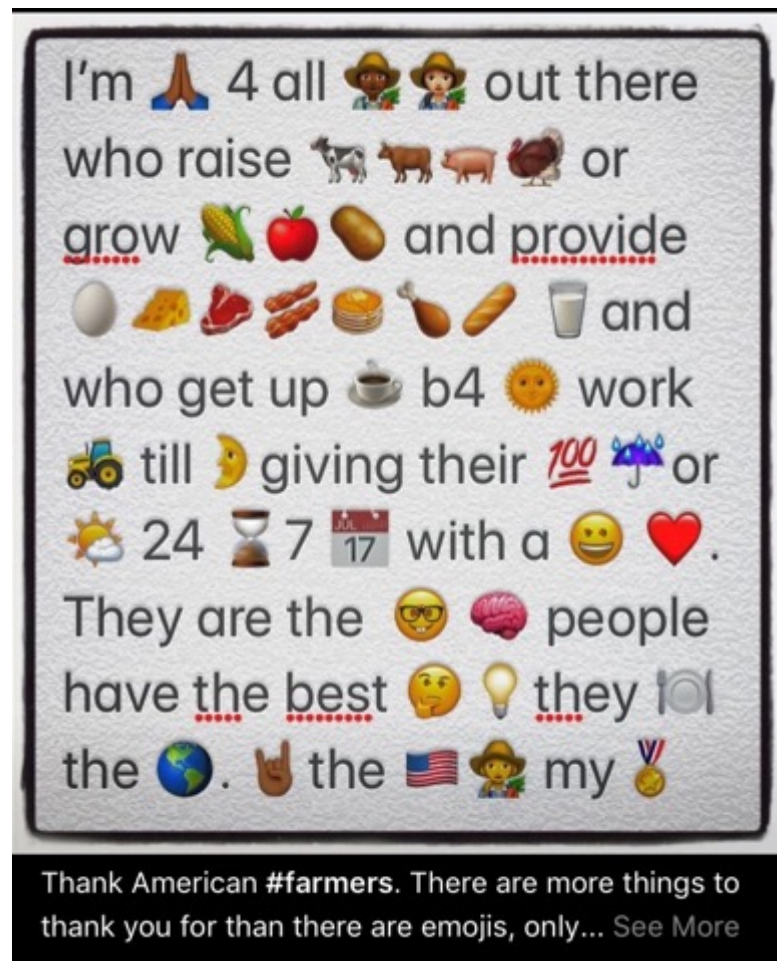 I'm 🙏🏾 4 all 👩🏾‍🌾👩🏼‍🌾 out there
who raise 🐄🐂🐖🦃 or
grow 🌽🍎🥔 and provide
🥚🧀🥩🥓🥞🍗🥖 🥛and
who get up ☕ b4 🌞 work
🚜 till 🌛giving their 💯 ☔or
🌤 24 ⏳7 📅 with a 😀 ❤️.
They are the 🤓 🧠 people
have the best 🤔💡they 🍽
the 🌎. 🤘🏾the 🇺🇸👩‍🌾 my 🏅
Thank American #farmers. There are more things to
thank you for than there are emojis, only... See More